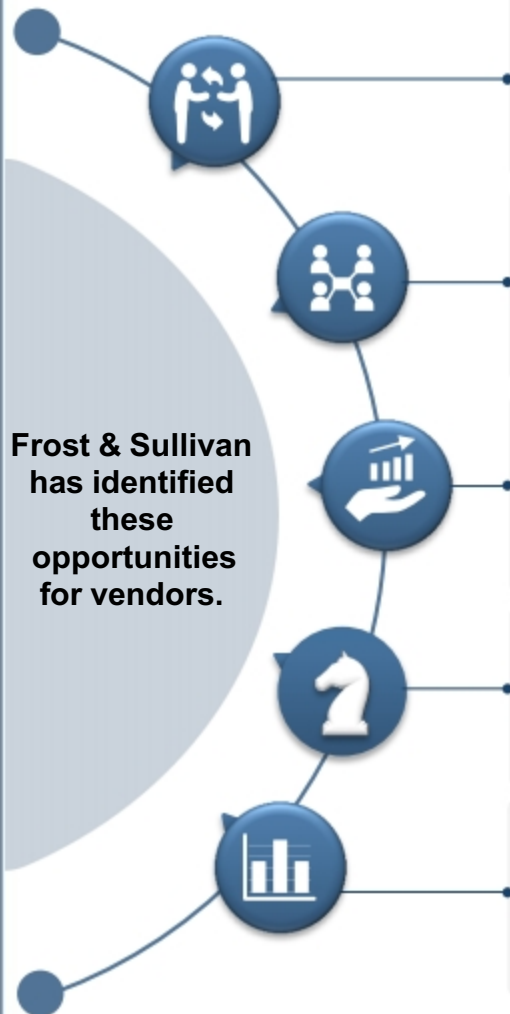 Frost & Sullivan
has identified
these
opportunities
for vendors.